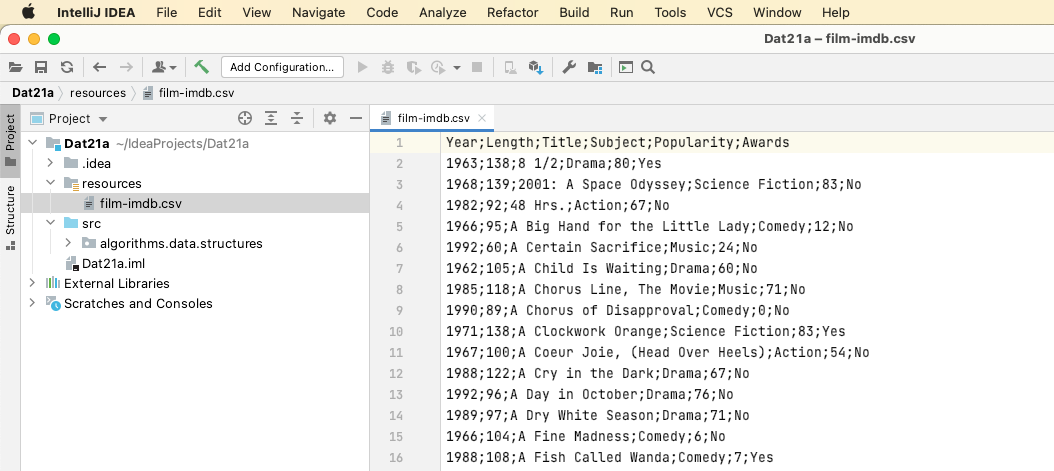 IntelliJ IDEA File Edit View Navigate Code Analyze Refactor Build Run Tools VCS Window Help
Dat21a – film-imdb.csv
Add Configuration...
Dat21a resources film-imdb.csv
Project
Structure
Project
Dat21a ~/IdeaProjects/Dat21a
.idea
resources
film-imdb.csv
src
algorithms.data.structures
Dat21a.iml
External Libraries
Scratches and Consoles
film-imdb.csv
1 Year;Length;Title;Subject;Popularity;Awards
2 1963;138;8 1/2;Drama;80;Yes
3 1968;139;2001: A Space Odyssey;Science Fiction;83;No
4 1982;92;48 Hrs.;Action;67;No
5 1966;95;A Big Hand for the Little Lady;Comedy;12;No
6 1992;60;A Certain Sacrifice;Music;24;No
7 1962;105;A Child Is Waiting;Drama;60;No
8 1985;118;A Chorus Line, The Movie;Music;71;No
9 1990;89;A Chorus of Disapproval;Comedy;0;No
10 1971;138;A Clockwork Orange;Science Fiction;83;Yes
11 1967;100;A Coeur Joie, (Head Over Heels);Action;54;No
12 1988;122;A Cry in the Dark;Drama;67;No
13 1992;96;A Day in October;Drama;76;No
14 1989;97;A Dry White Season;Drama;71;No
15 1966;104;A Fine Madness;Comedy;6;No
16 1988;108;A Fish Called Wanda;Comedy;7;Yes